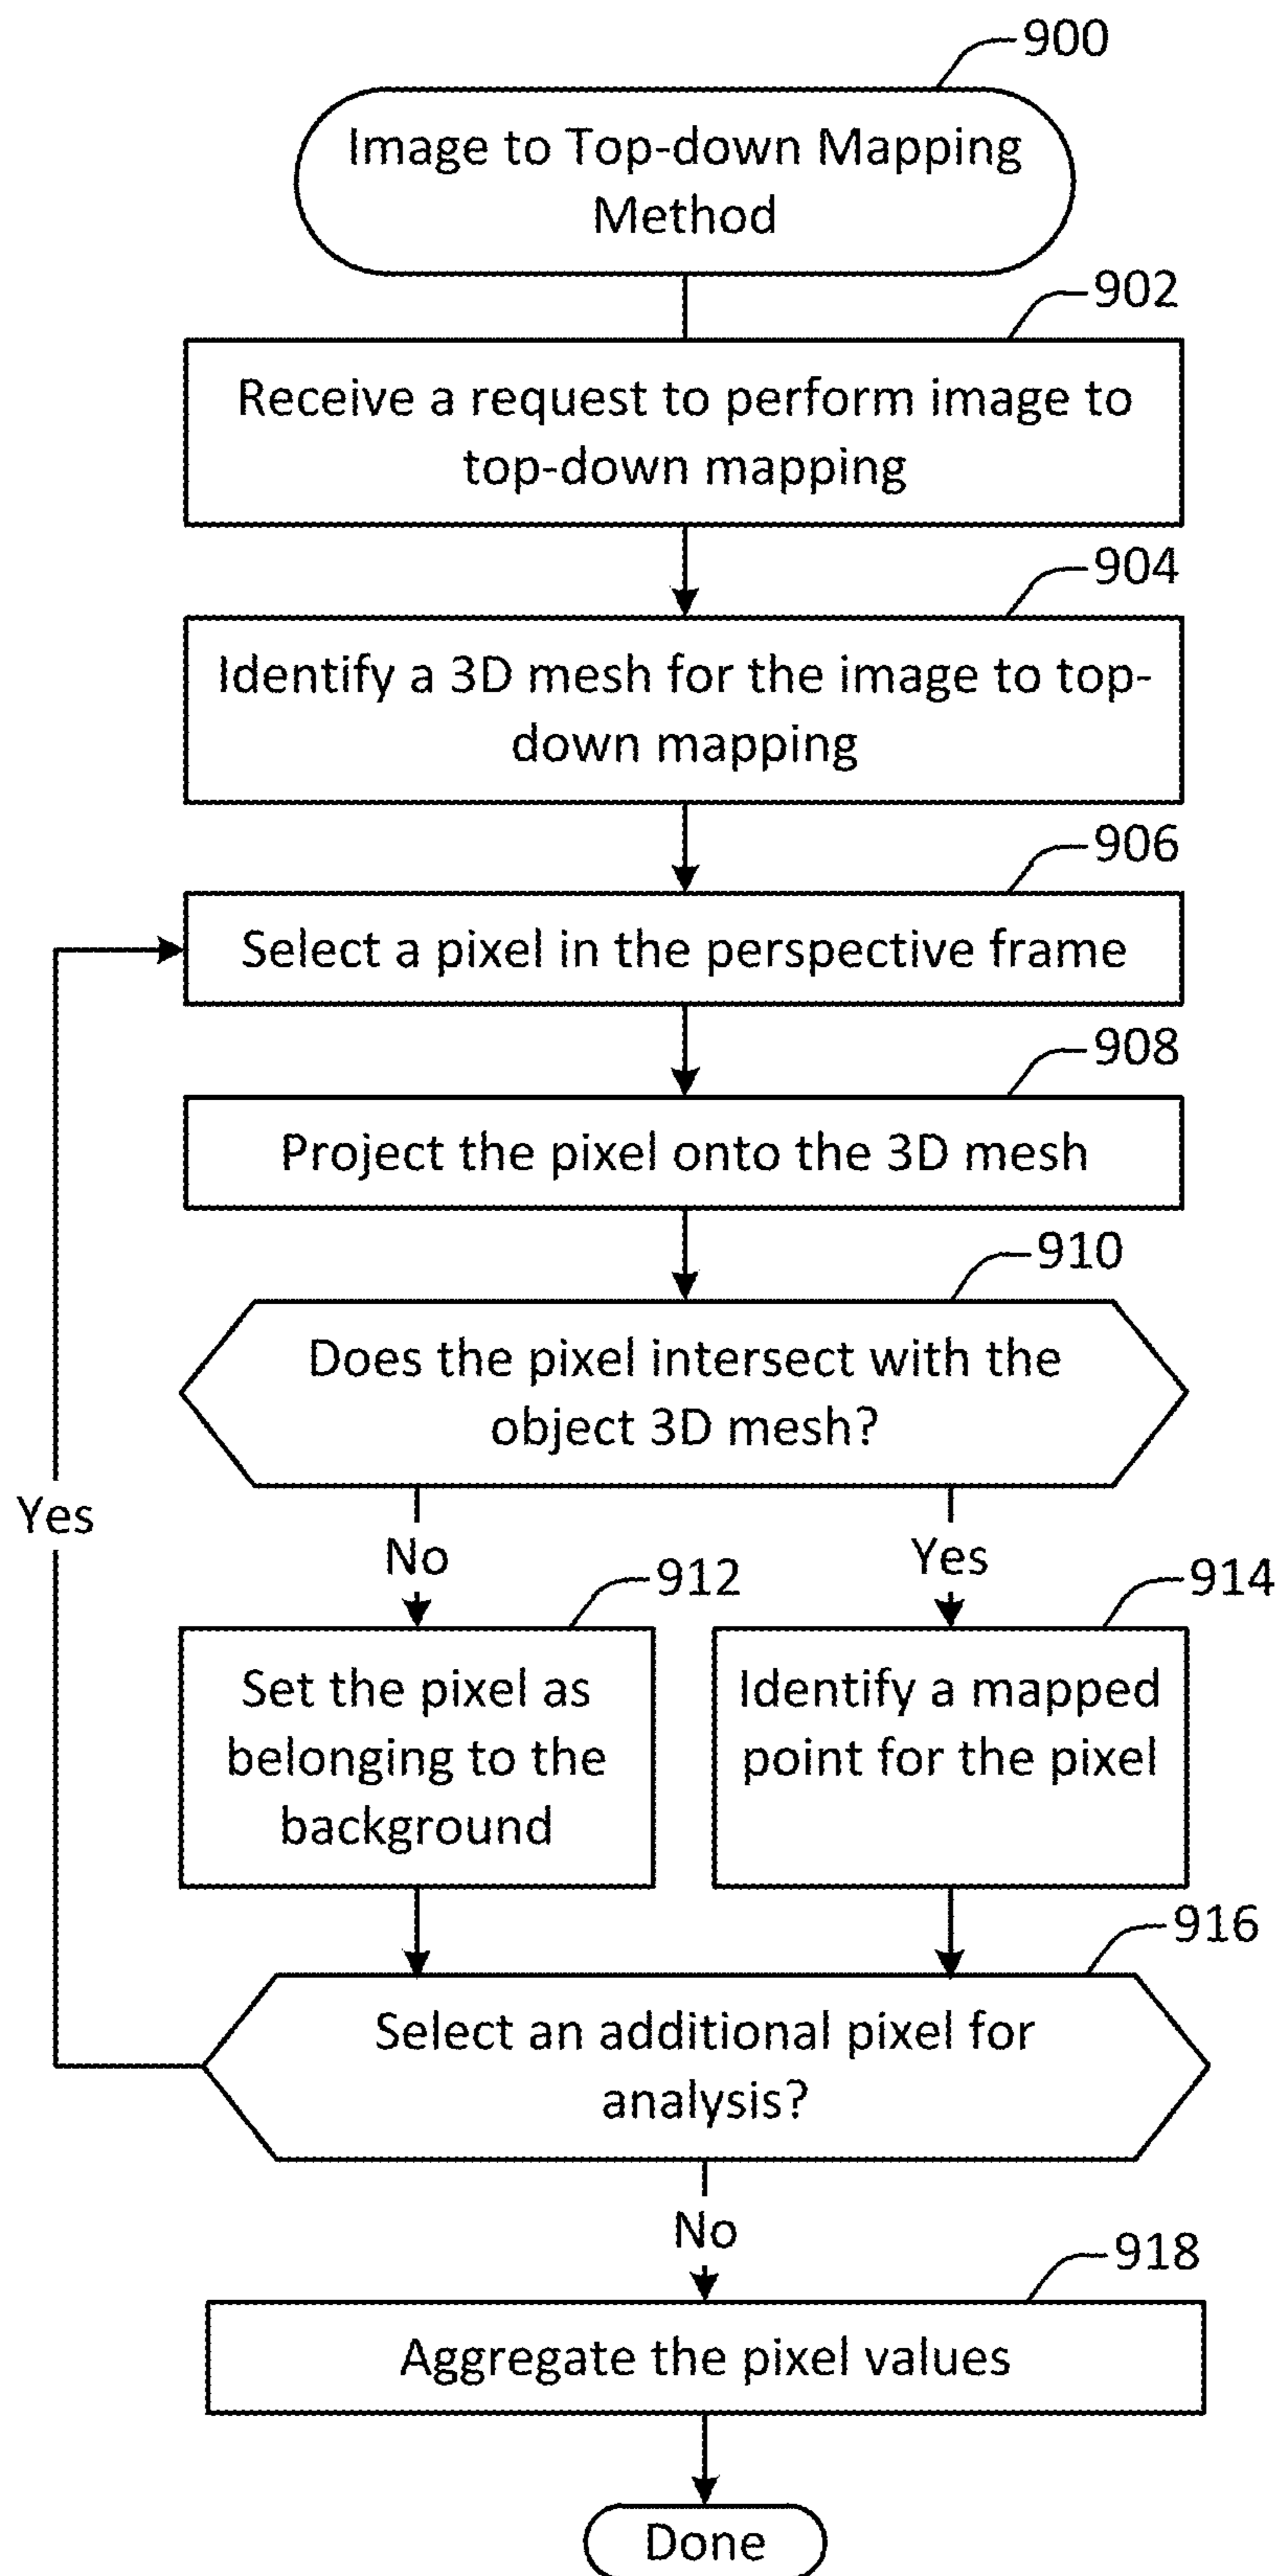 900
Image to Top-down Mapping
Method
902
Receive a request to perform image to
top-down mapping
904
Identify a 3D mesh for the image to top-
down mapping
906
Select a pixel in the perspective frame
908
Project the pixel onto the 3D mesh
910
Does the pixel intersect with the
object 3D mesh?
Yes
No
Yes
912
914
Set the pixel as
belonging to the
background
Identify a mapped
point for the pixel
916
Select an additional pixel for
analysis?
No
918
Aggregate the pixel values
Done